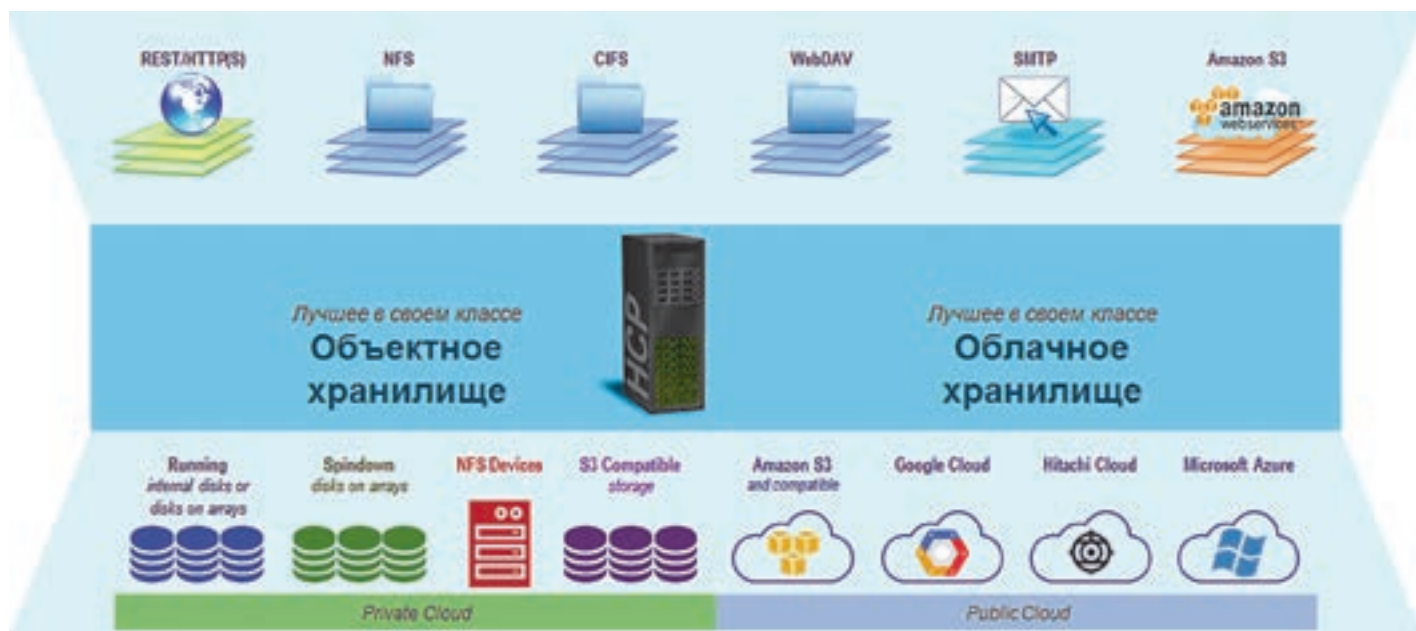 REST/HTTP(S)
NFS
CIFS
WebDAV
SMTP
Amazon S3
amazon
webservices
Лучшее в своем классе
Объектное
хранилище
HCP
Лучшее в своем классе
Облачное
хранилище
Running
internal disks or
disks on arrays
Spindown
disks on arrays
NFS Devices
S3 Compatible
storage
Amazon S3
and compatible
Google Cloud
Hitachi Cloud
Microsoft Azure
Private Cloud
Public Cloud